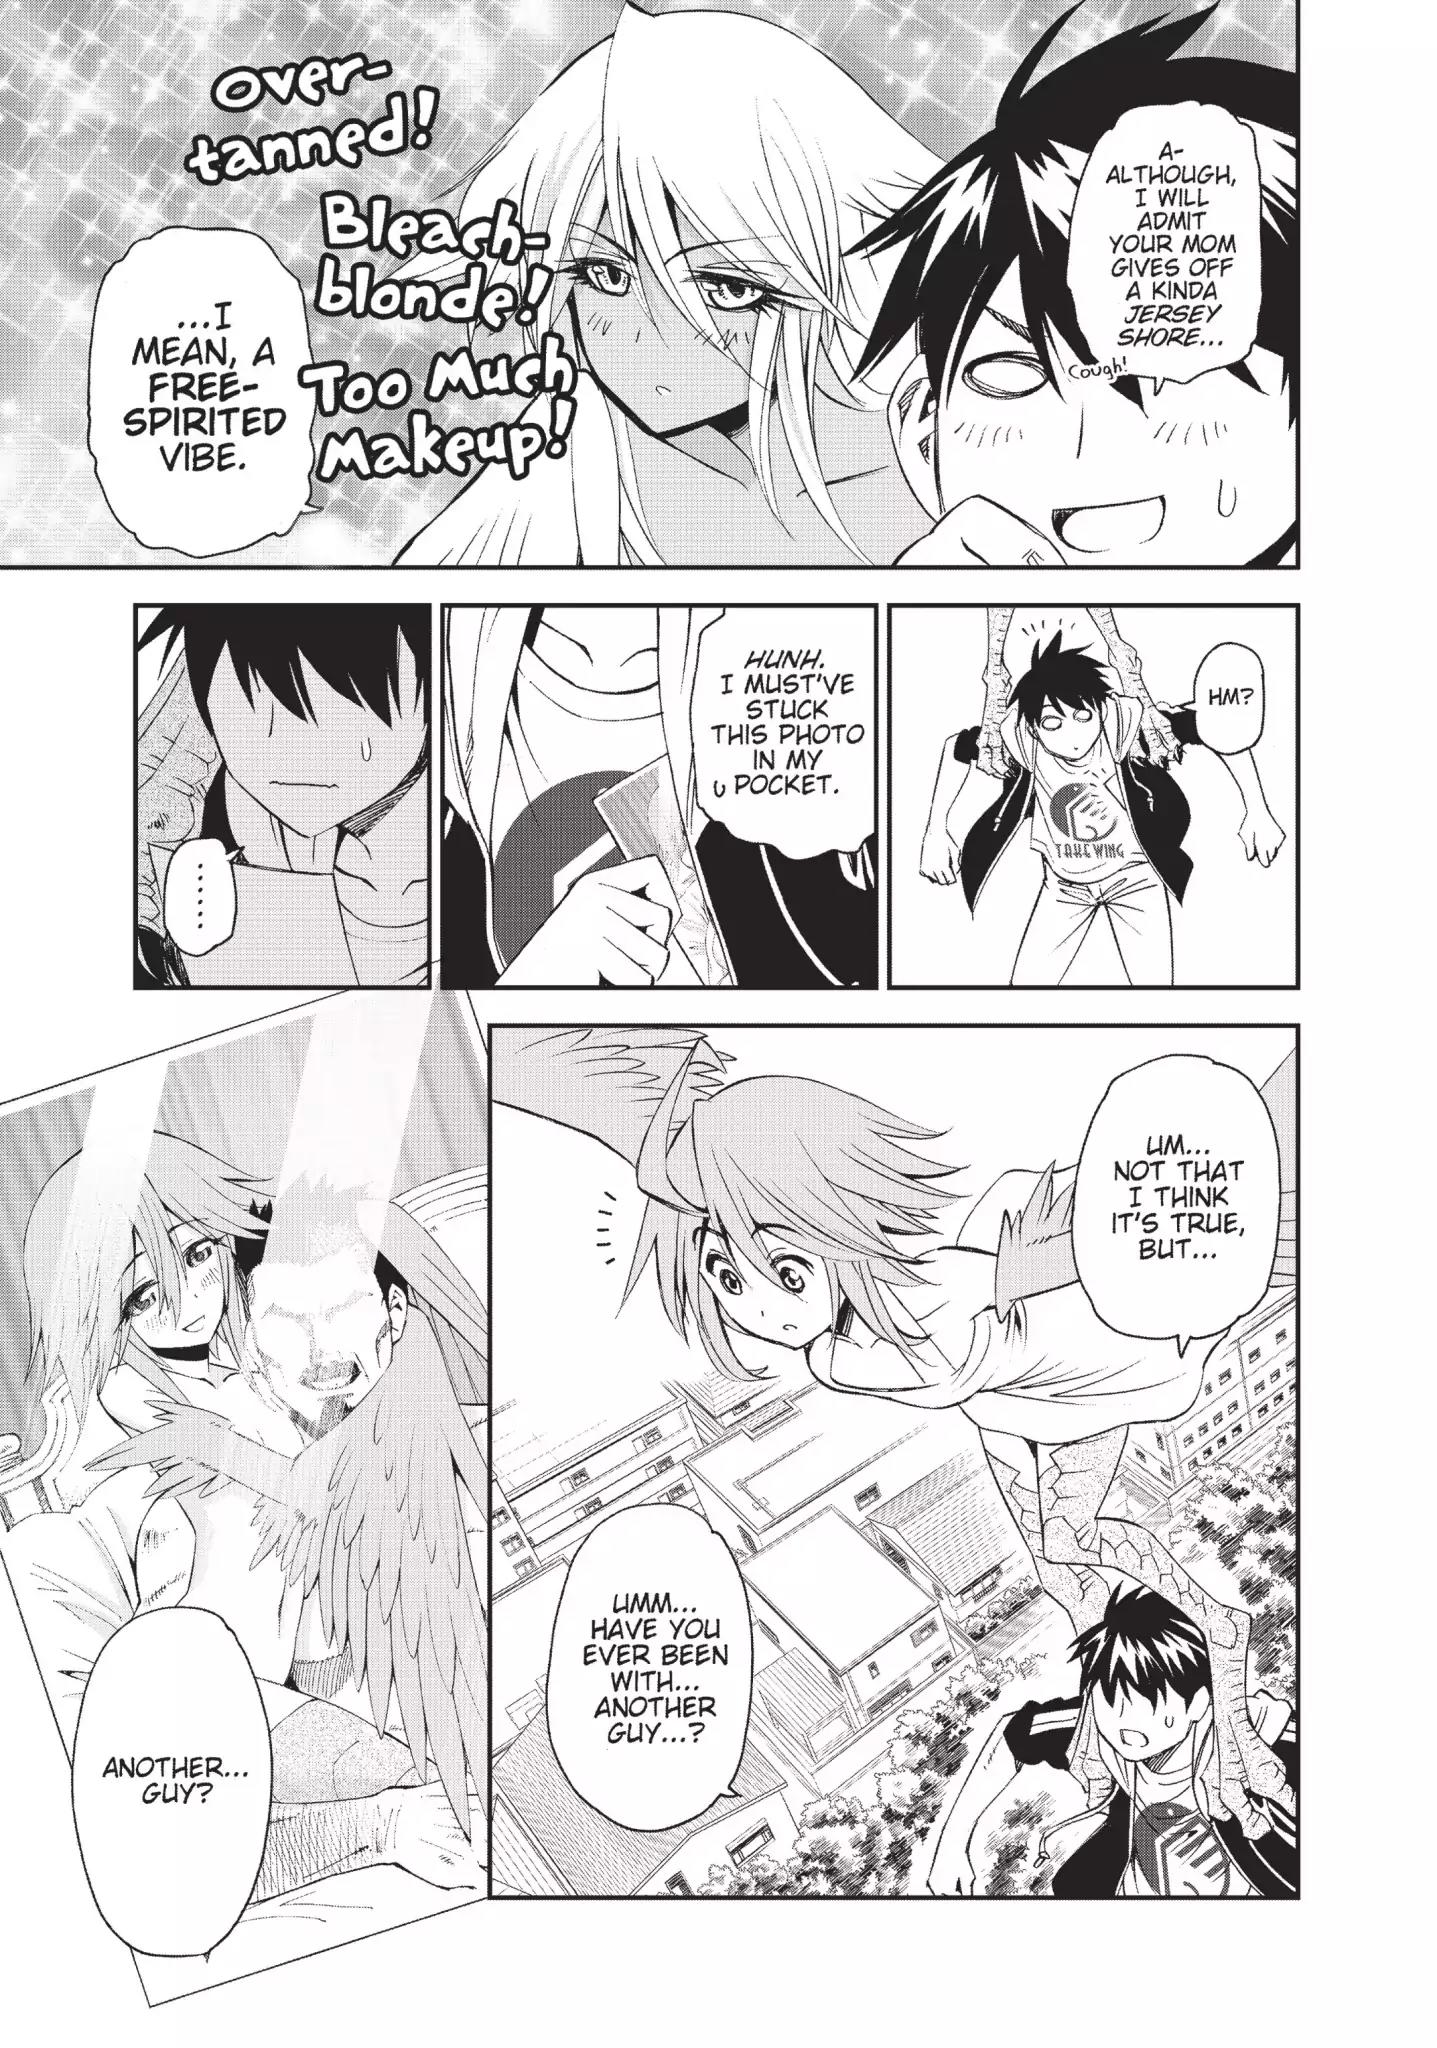 A-
ALTHOUGH,
I WILL
ADMIT
YOUR MOM
GIVES OFF
A KINDA
JERSEY
SHORE...
Cough!
Over-
tanned!
Bleach-
blonde!
Too Much
Makeup!
...I
MEAN, A
FREE-
SPIRITED
VIBE.
HM?
TAKE WING
HUNH.
I MUST'VE
STUCK
THIS PHOTO
IN MY
POCKET.
......
UM...
NOT THAT
I THINK
IT'S TRUE,
BUT...
UMM...
HAVE YOU
EVER BEEN
WITH...
ANOTHER
GUY...?
ANOTHER...
GUY?